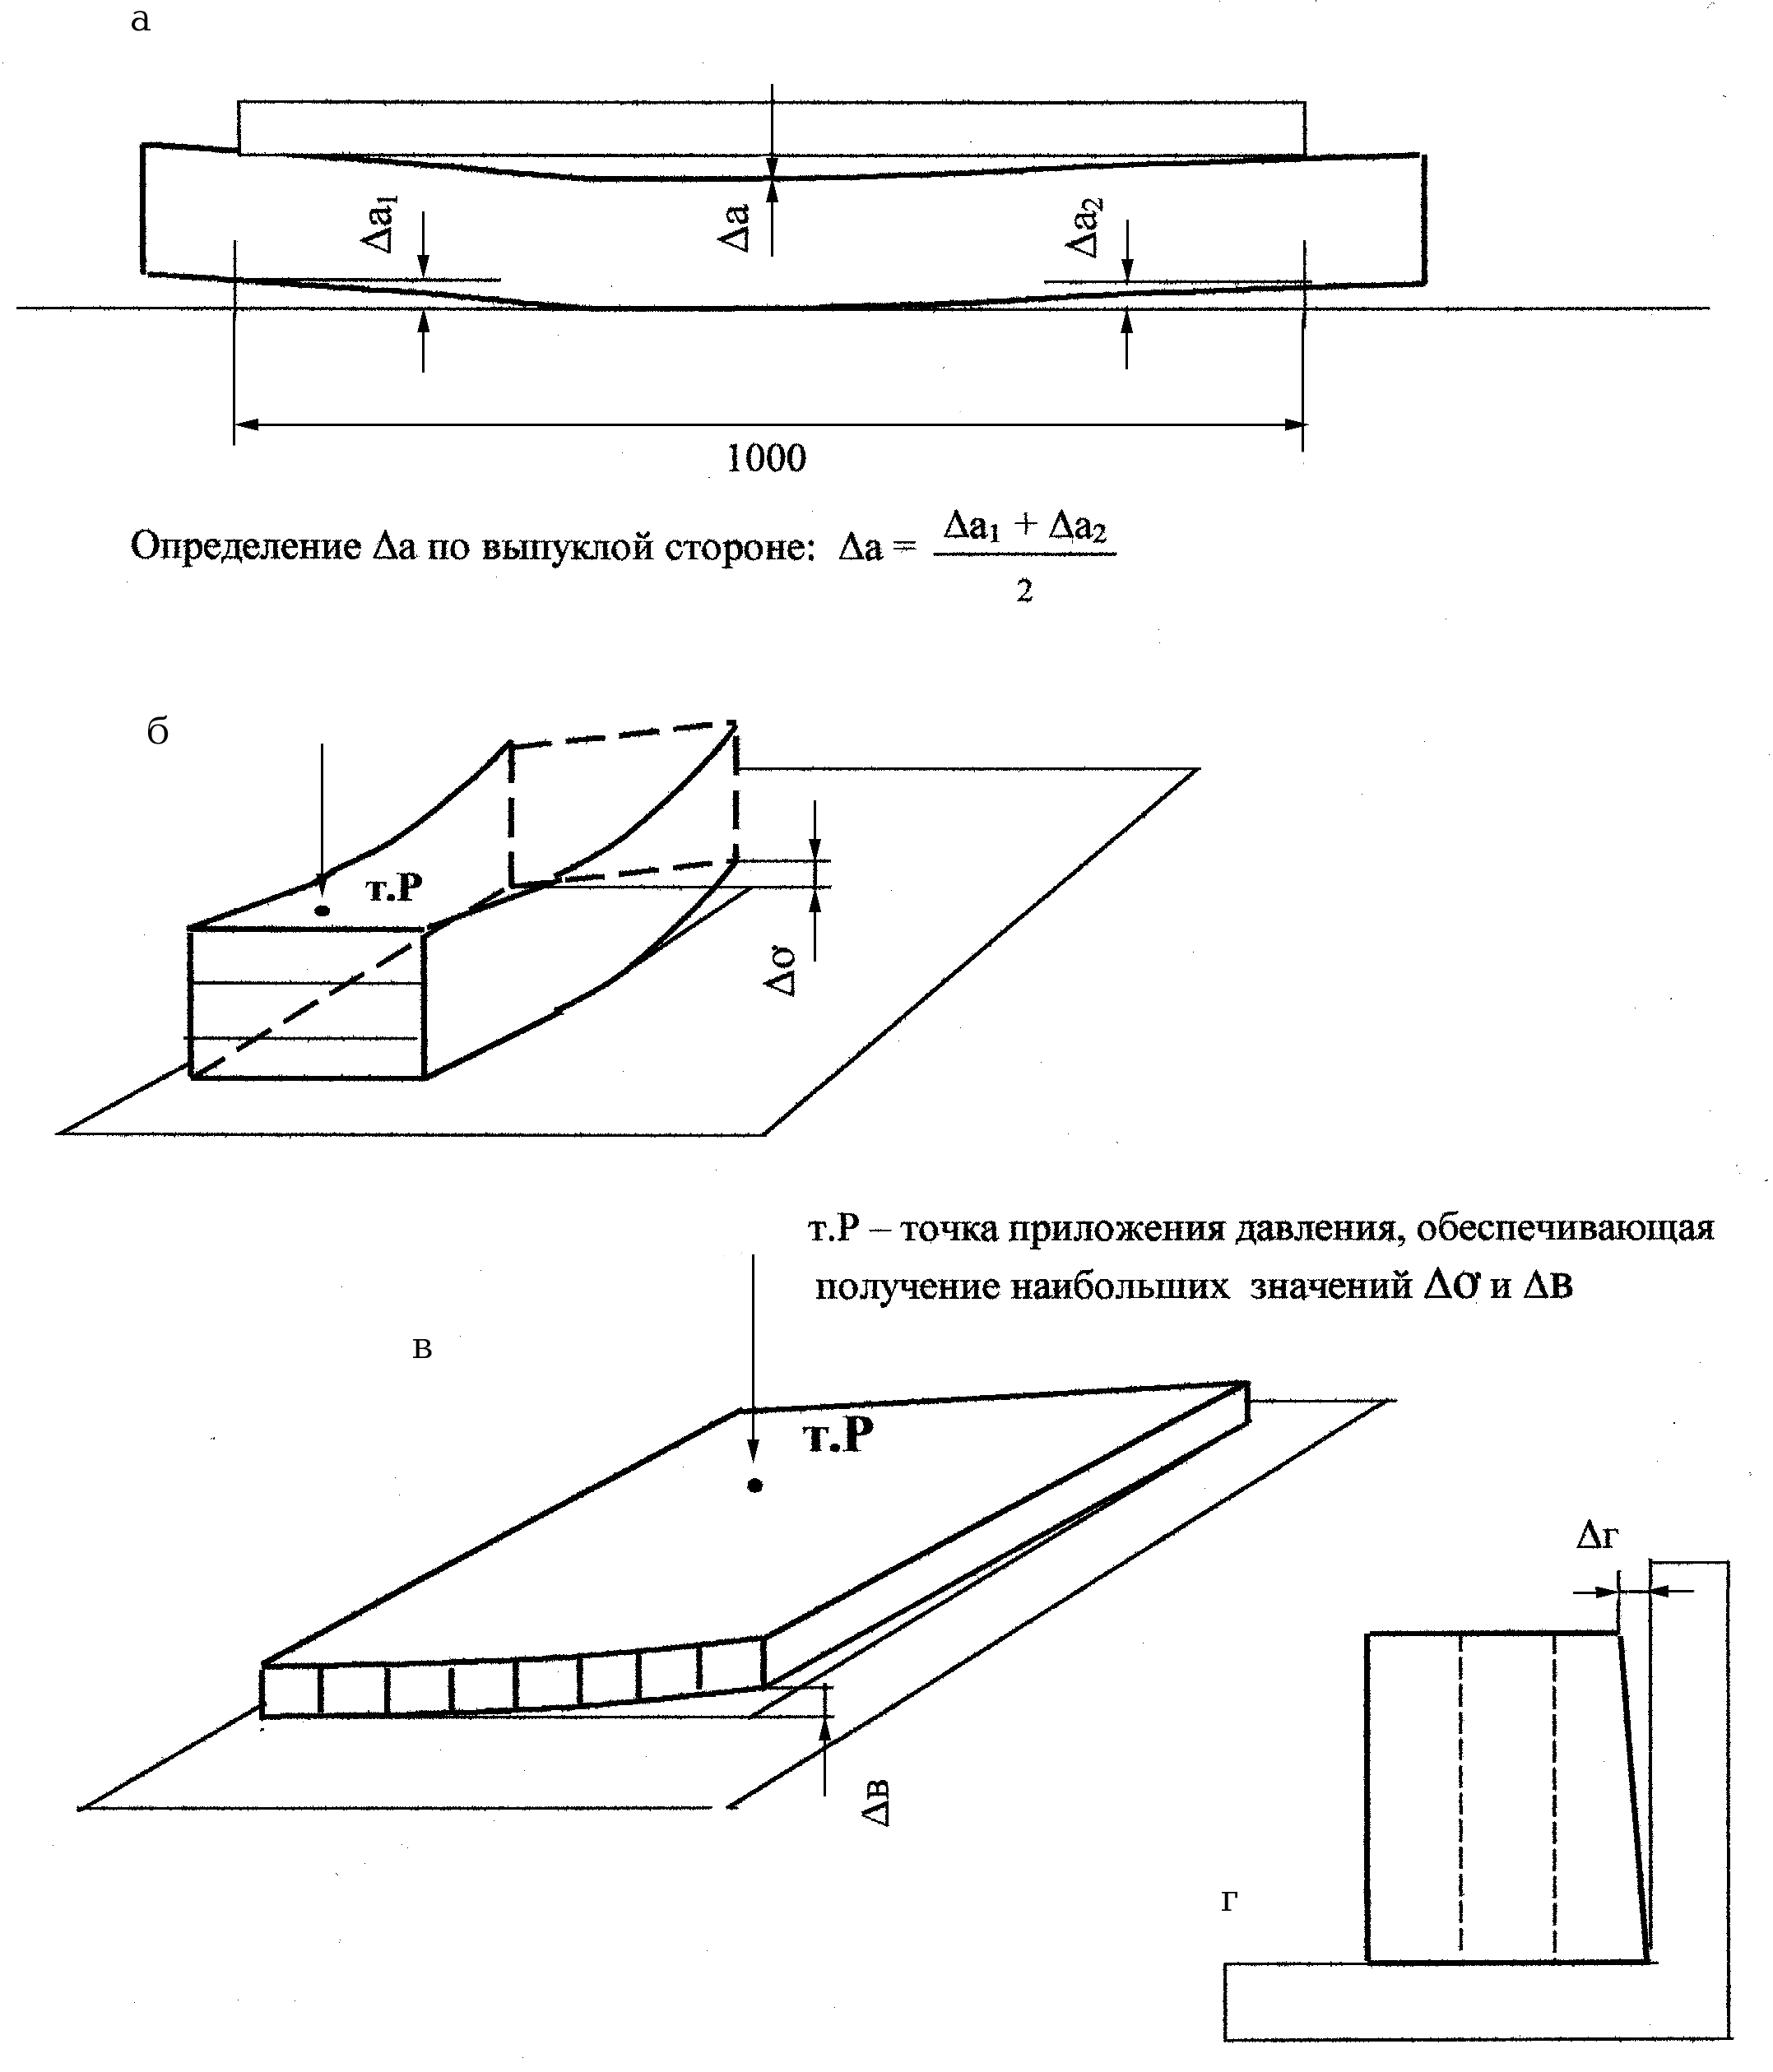 а
Δа₁
Δа
Δа₂
1000
Определение Δа по выпуклой стороне: Δа = (Δа₁ + Δа₂) / 2
б
т.Р
Δб
т.Р – точка приложения давления, обеспечивающая
получение наибольших значений Δб и Δв
в
т.Р
Δг
Δв
г